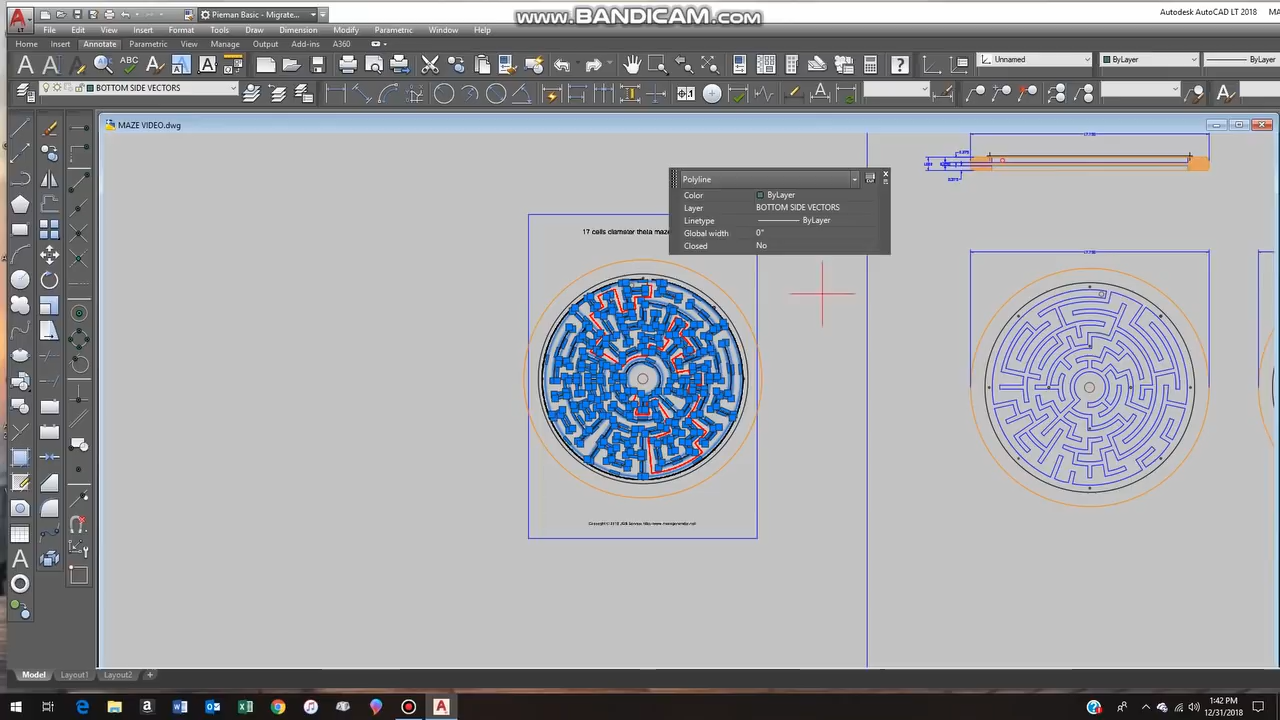 www.BANDICAM.com
Pieman Basic - Migrate...
Autodesk AutoCAD LT 2018
MA
LT
File Edit View Insert Format Tools Draw Dimension Modify Parametric Window Help
Home Insert Annotate Parametric View Manage Output Add-ins A360
ABC
Unnamed
ByLayer
ByLayer
BOTTOM SIDE VECTORS
MAZE VIDEO.dwg
Polyline
Color ByLayer
Layer BOTTOM SIDE VECTORS
Linetype ByLayer
Global width 0"
Closed No
17 cells diameter theta maze
Model Layout1 Layout2
1:42 PM
12/31/2018